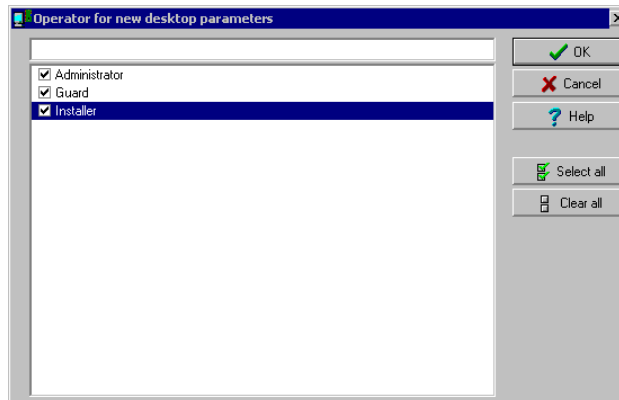 Operator for new desktop parameters
OK
Administrator
Cancel
Guard
Installer
Help
Select all
Clear all